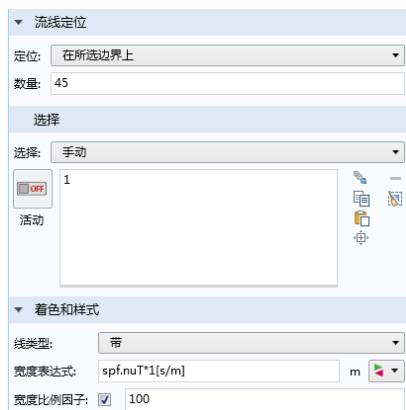 流线定位
定位: 在所选边界上
数量: 45
选择
选择: 手动
OFF
活动
1
着色和样式
线类型: 带
宽度表达式: spf.nuT*1[s/m] m
宽度比例因子: 100